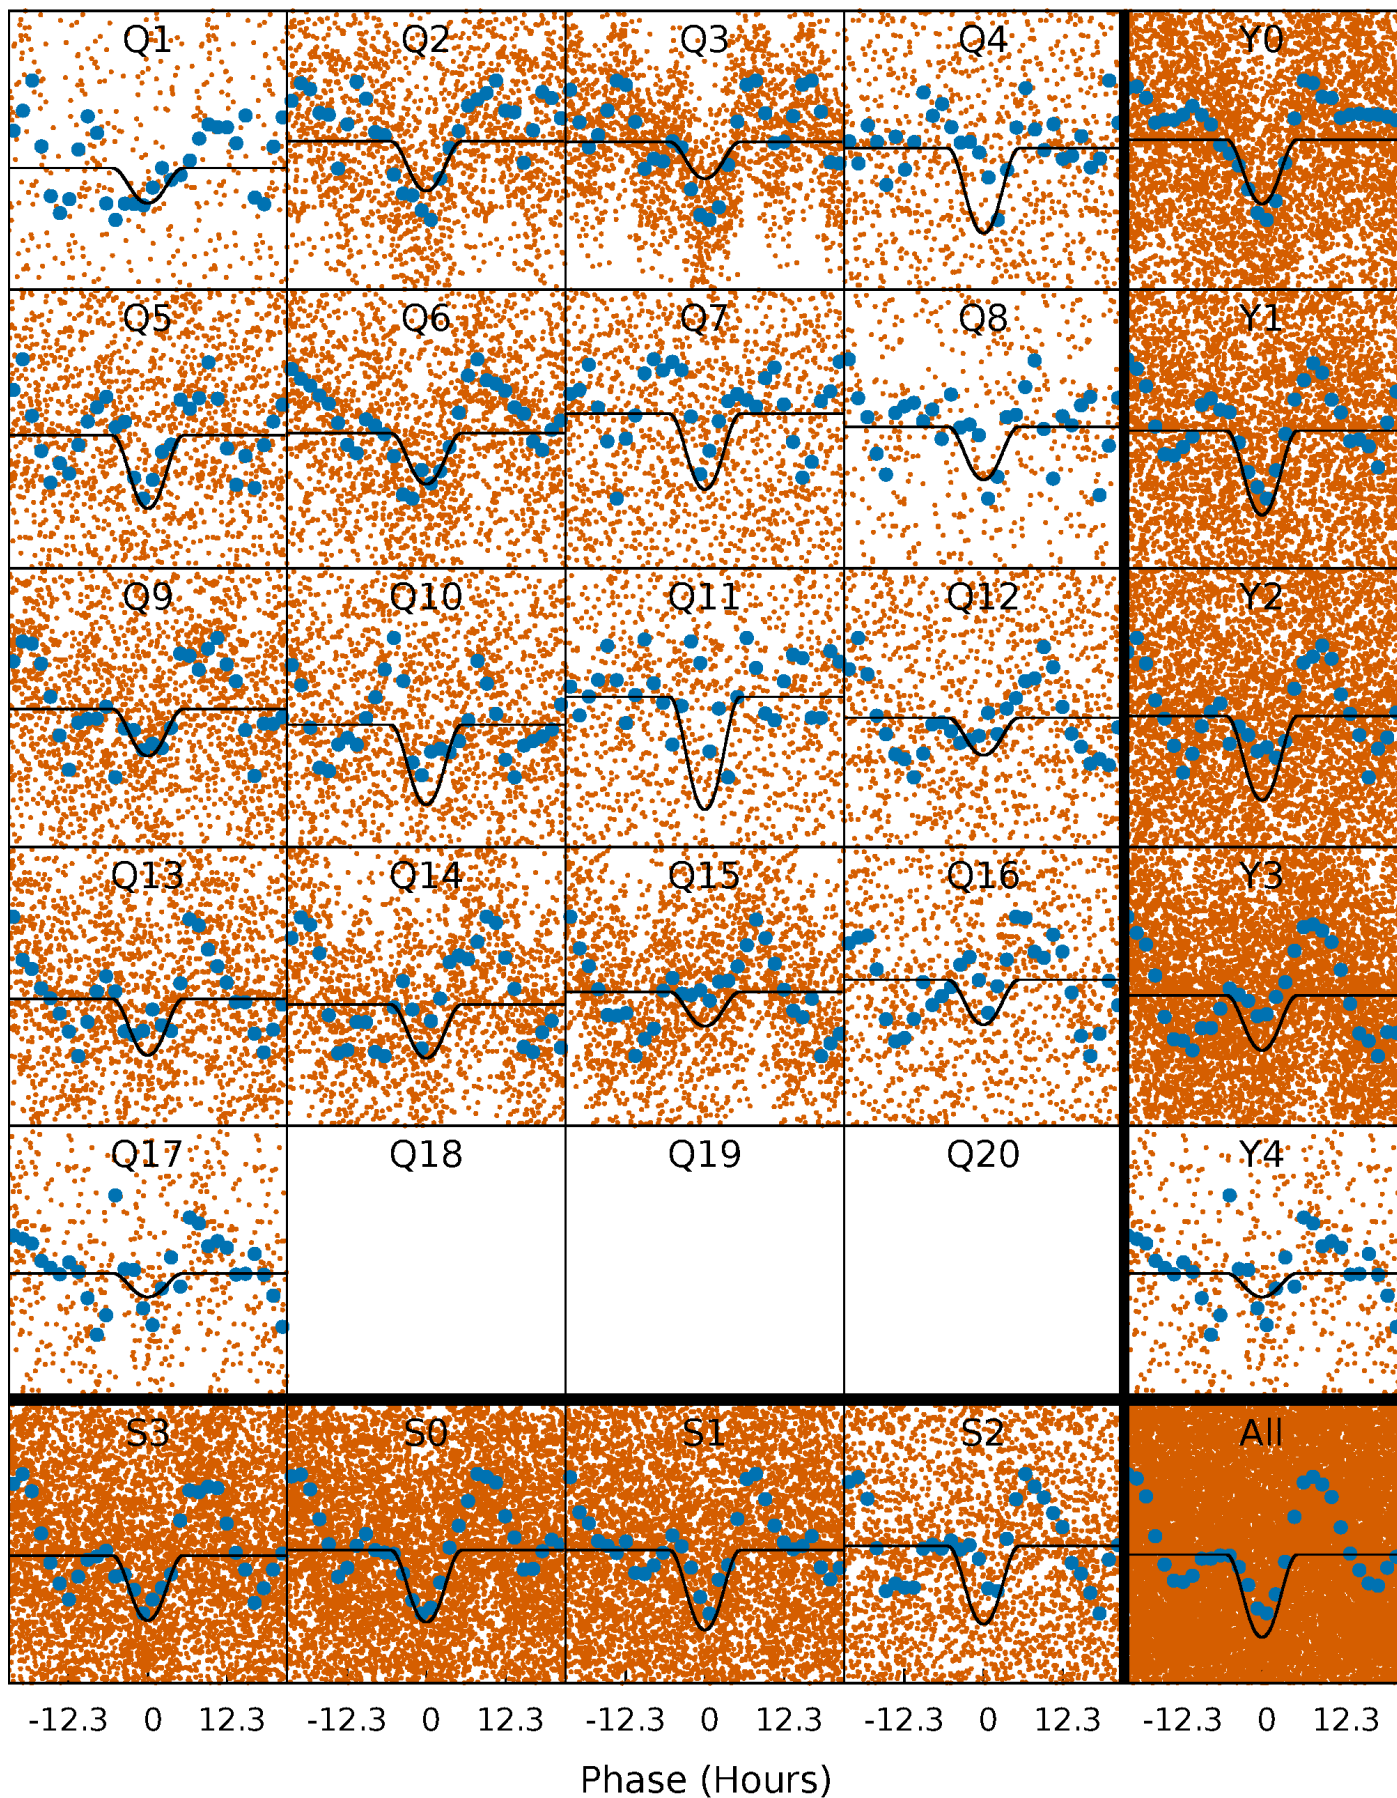 Q1 Q2 Q3 Q4 Y0
Q5 Q6 Q7 Q8 Y1
Q9 Q10 Q11 Q12 Y2
Q13 Q14 Q15 Q16 Y3
Q17 Q18 Q19 Q20 Y4
S3 S0 S1 S2 All
-12.3 0 12.3 -12.3 0 12.3 -12.3 0 12.3 -12.3 0 12.3 -12.3 0 12.3
Phase (Hours)